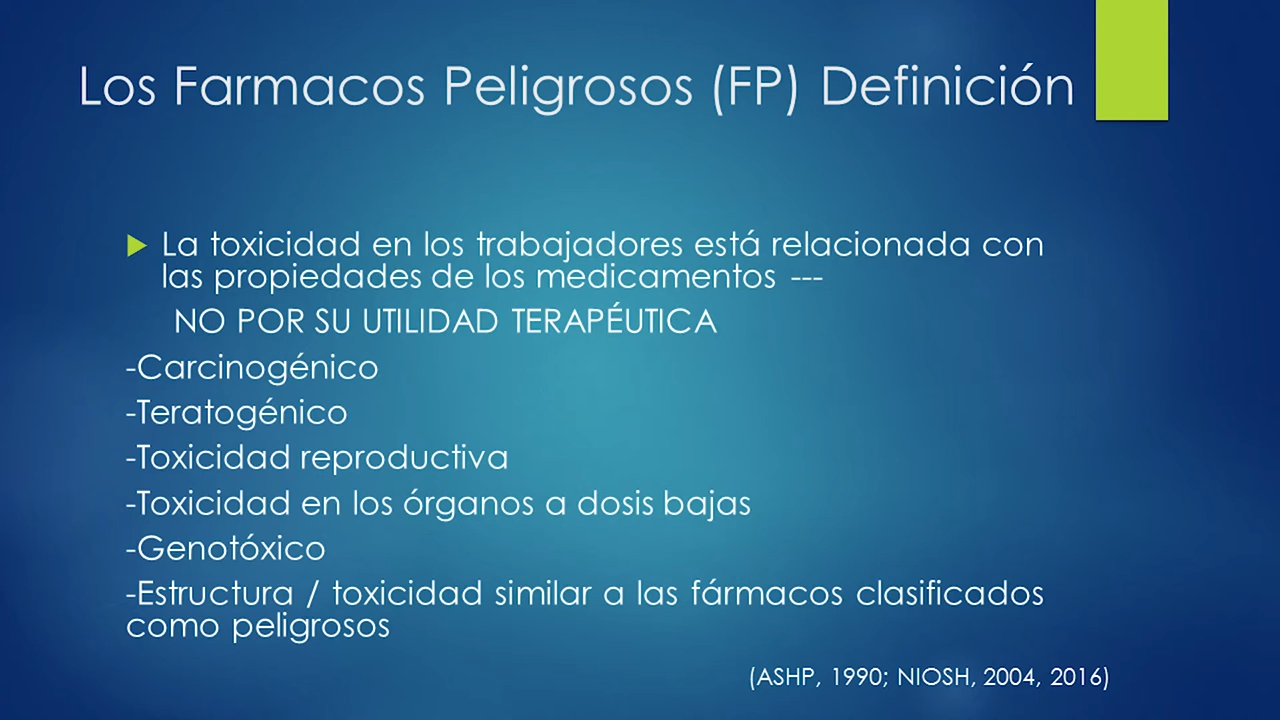 Los Farmacos Peligrosos (FP) Definición
La toxicidad en los trabajadores está relacionada con
las propiedades de los medicamentos ---
NO POR SU UTILIDAD TERAPÉUTICA
-Carcinogénico
-Teratogénico
-Toxicidad reproductiva
-Toxicidad en los órganos a dosis bajas
-Genotóxico
-Estructura / toxicidad similar a las fármacos clasificados
como peligrosos
(ASHP, 1990; NIOSH, 2004, 2016)